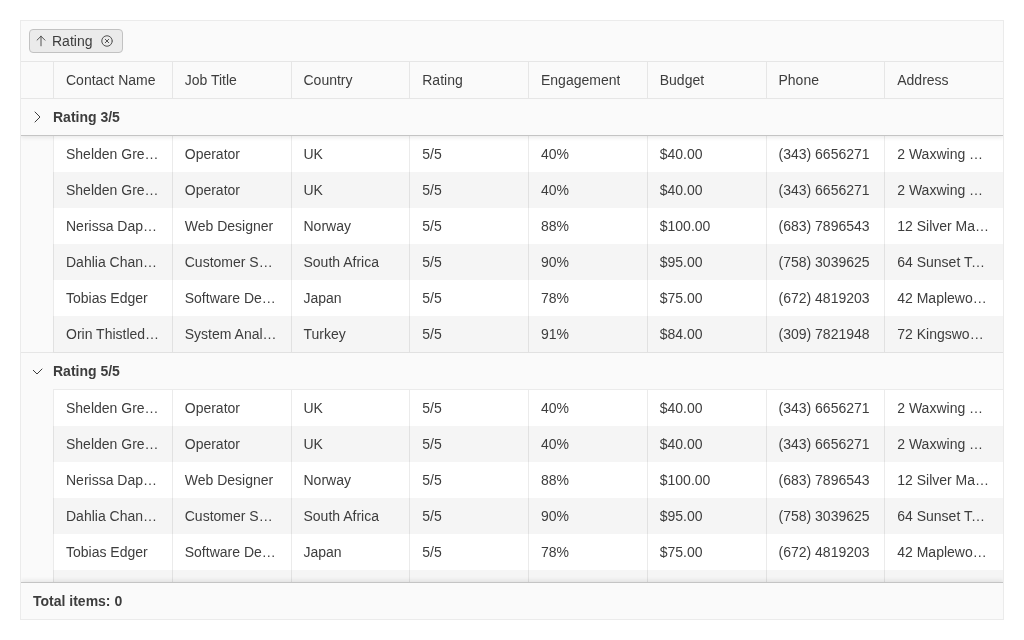 Rating
Contact Name Job Title Country Rating Engagement Budget Phone Address
Rating 3/5
Shelden Gre… Operator UK 5/5 40% $40.00 (343) 6656271 2 Waxwing …
Shelden Gre… Operator UK 5/5 40% $40.00 (343) 6656271 2 Waxwing …
Nerissa Dap… Web Designer Norway 5/5 88% $100.00 (683) 7896543 12 Silver Ma…
Dahlia Chan… Customer S… South Africa 5/5 90% $95.00 (758) 3039625 64 Sunset T…
Tobias Edger Software De… Japan 5/5 78% $75.00 (672) 4819203 42 Maplewo…
Orin Thistled… System Anal… Turkey 5/5 91% $84.00 (309) 7821948 72 Kingswo…
Rating 5/5
Shelden Gre… Operator UK 5/5 40% $40.00 (343) 6656271 2 Waxwing …
Shelden Gre… Operator UK 5/5 40% $40.00 (343) 6656271 2 Waxwing …
Nerissa Dap… Web Designer Norway 5/5 88% $100.00 (683) 7896543 12 Silver Ma…
Dahlia Chan… Customer S… South Africa 5/5 90% $95.00 (758) 3039625 64 Sunset T…
Tobias Edger Software De… Japan 5/5 78% $75.00 (672) 4819203 42 Maplewo…
Total items: 0